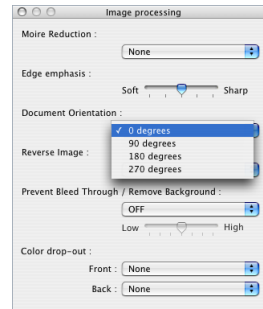 Image processing
Moire Reduction :
None
Edge emphasis :
Soft Sharp
Document Orientation :
✓ 0 degrees
90 degrees
180 degrees
270 degrees
Reverse Image :
Prevent Bleed Through / Remove Background :
OFF
Low High
Color drop-out :
Front : None
Back : None